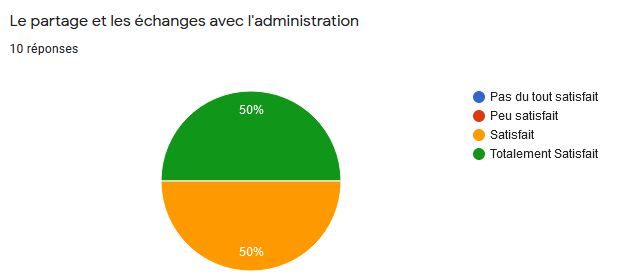 Le partage et les échanges avec l'administration
10 réponses
50%
50%
Pas du tout satisfait
Peu satisfait
Satisfait
Totalement Satisfait